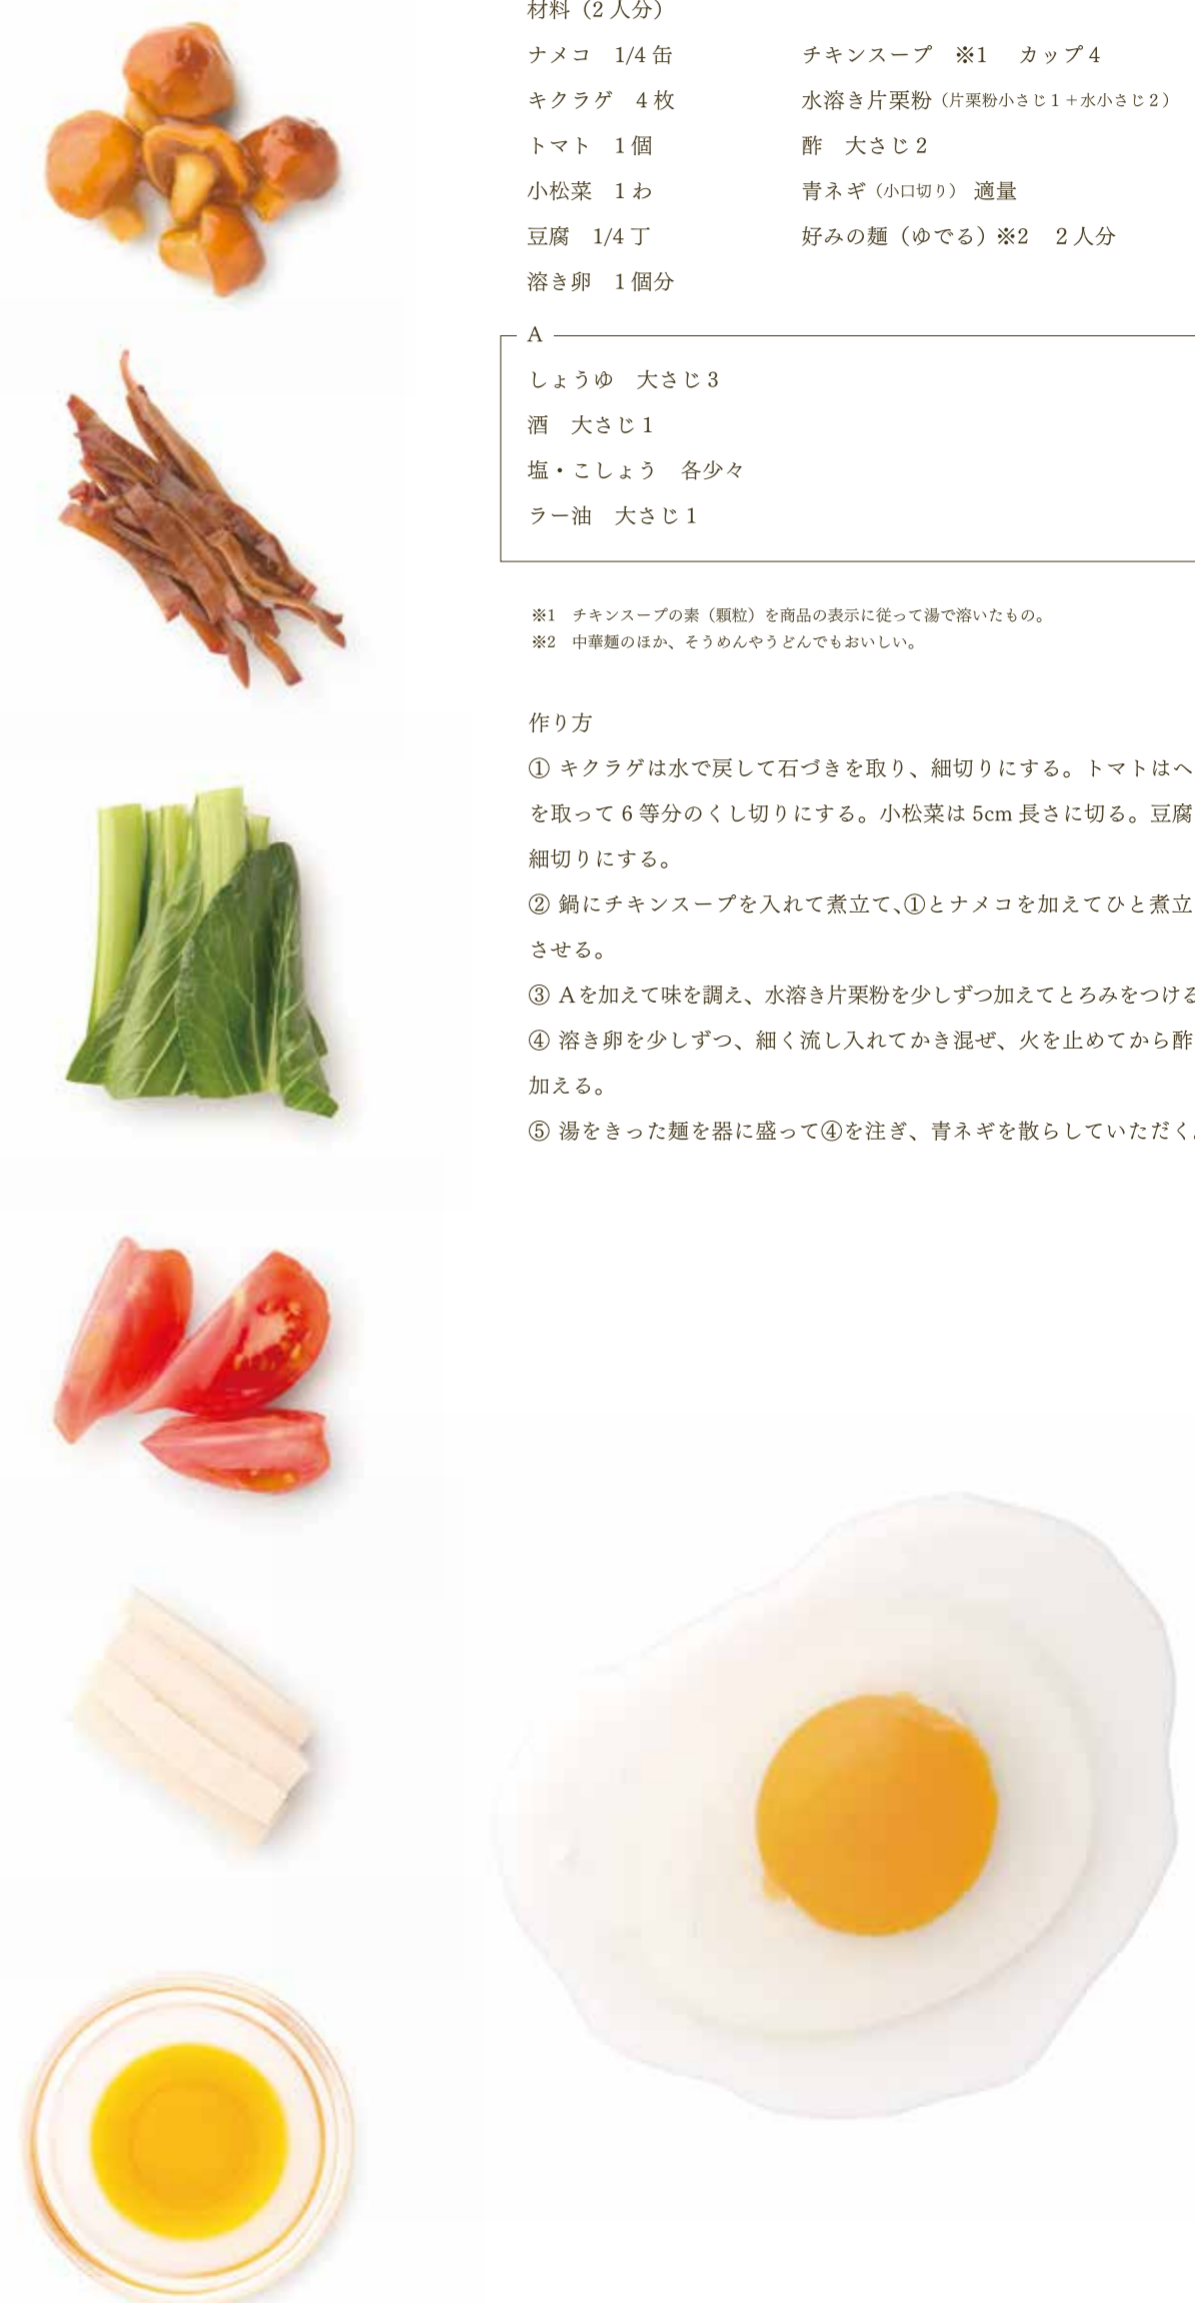 材料（2人分）
ナメコ　1/4缶
キクラゲ　4枚
トマト　1個
小松菜　1わ
豆腐　1/4丁
溶き卵　1個分
チキンスープ　※1　カップ4
水溶き片栗粉（片栗粉小さじ1＋水小さじ2）
酢　大さじ2
青ネギ（小口切り）　適量
好みの麺（ゆでる）※2　2人分
A
しょうゆ　大さじ3
酒　大さじ1
塩・こしょう　各少々
ラー油　大さじ1
※1　チキンスープの素（顆粒）を商品の表示に従って湯で溶いたもの。
※2　中華麺のほか、そうめんやうどんでもおいしい。
作り方
① キクラゲは水で戻して石づきを取り、細切りにする。トマトはヘ
を取って6等分のくし切りにする。小松菜は5cm長さに切る。豆腐
細切りにする。
② 鍋にチキンスープを入れて煮立て、①とナメコを加えてひと煮立
させる。
③ Aを加えて味を調え、水溶き片栗粉を少しずつ加えてとろみをつける
④ 溶き卵を少しずつ、細く流し入れてかき混ぜ、火を止めてから酢
加える。
⑤ 湯をきった麺を器に盛って④を注ぎ、青ネギを散らしていただく。